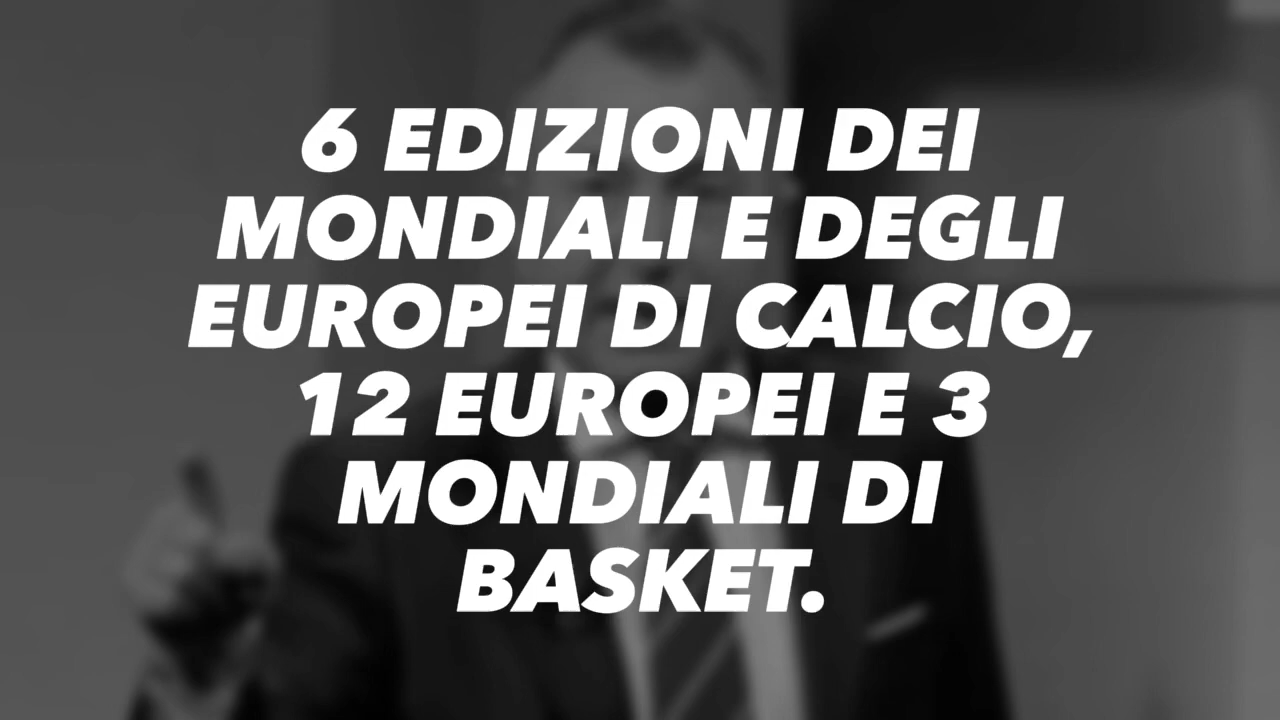 6 EDIZIONI DEI
MONDIALI E DEGLI
EUROPEI DI CALCIO,
12 EUROPEI E 3
MONDIALI DI
BASKET.